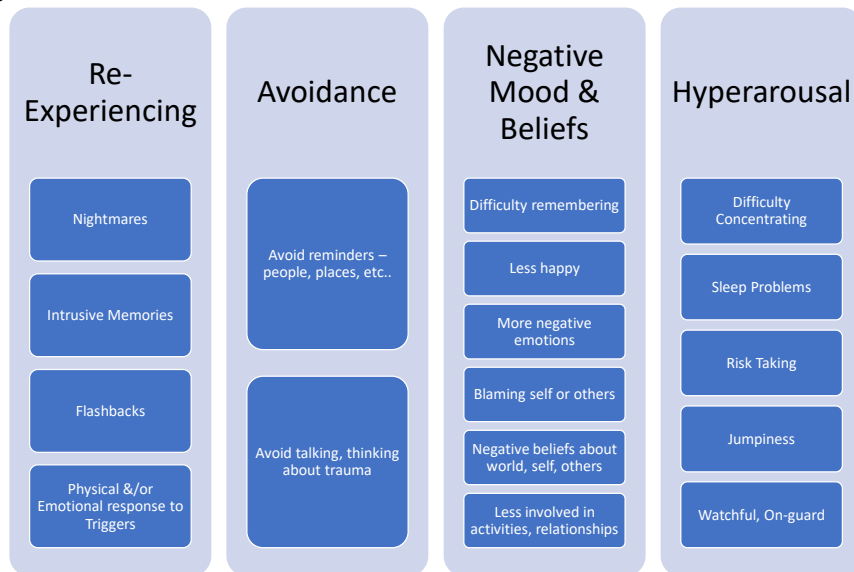 Re-
Experiencing
Nightmares
Intrusive Memories
Flashbacks
Physical &/or
Emotional response to
Triggers
Avoidance
Avoid reminders –
people, places, etc..
Avoid talking, thinking
about trauma
Negative
Mood &
Beliefs
Difficulty remembering
Less happy
More negative
emotions
Blaming self or others
Negative beliefs about
world, self, others
Less involved in
activities, relationships
Hyperarousal
Difficulty
Concentrating
Sleep Problems
Risk Taking
Jumpiness
Watchful, On-guard